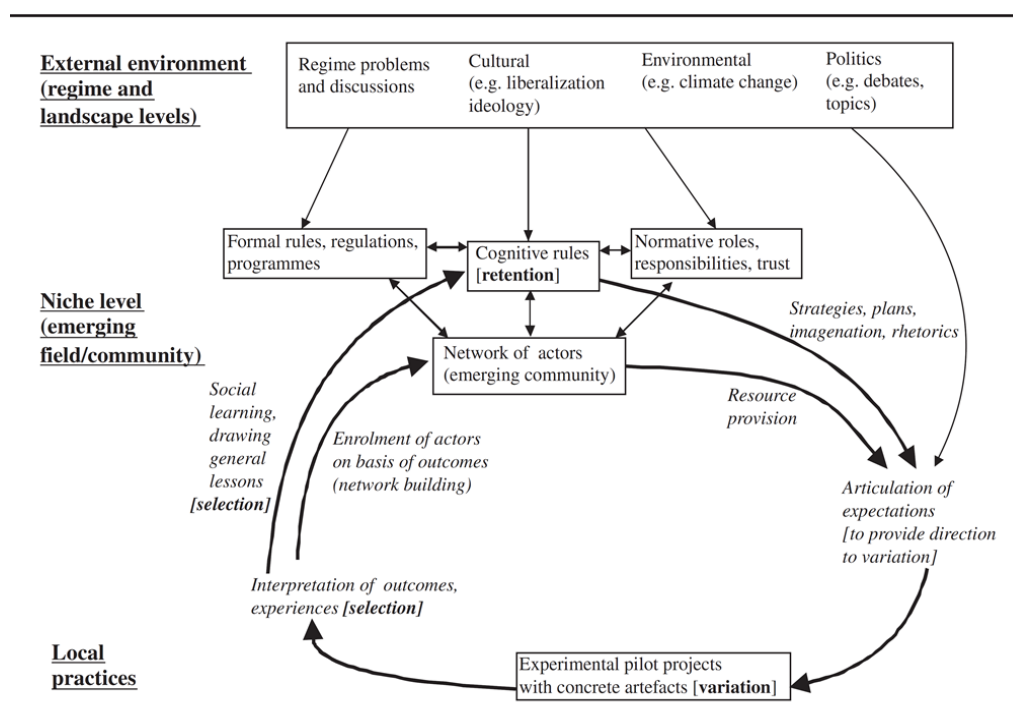 External environment
(regime and
landscape levels)
Regime problems
and discussions
Cultural
(e.g. liberalization
ideology)
Environmental
(e.g. climate change)
Politics
(e.g. debates,
topics)
Formal rules, regulations,
programmes
Cognitive rules
[retention]
Normative roles,
responsibilities, trust
Niche level
(emerging
field/community)
Strategies, plans,
imagenation, rhetorics
Network of actors
(emerging community)
Social
learning,
drawing
general
lessons
[selection]
Enrolment of actors
on basis of outcomes
(network building)
Resource
provision
Articulation of
expectations
[to provide direction
to variation]
Interpretation of outcomes,
experiences [selection]
Local
practices
Experimental pilot projects
with concrete artefacts [variation]